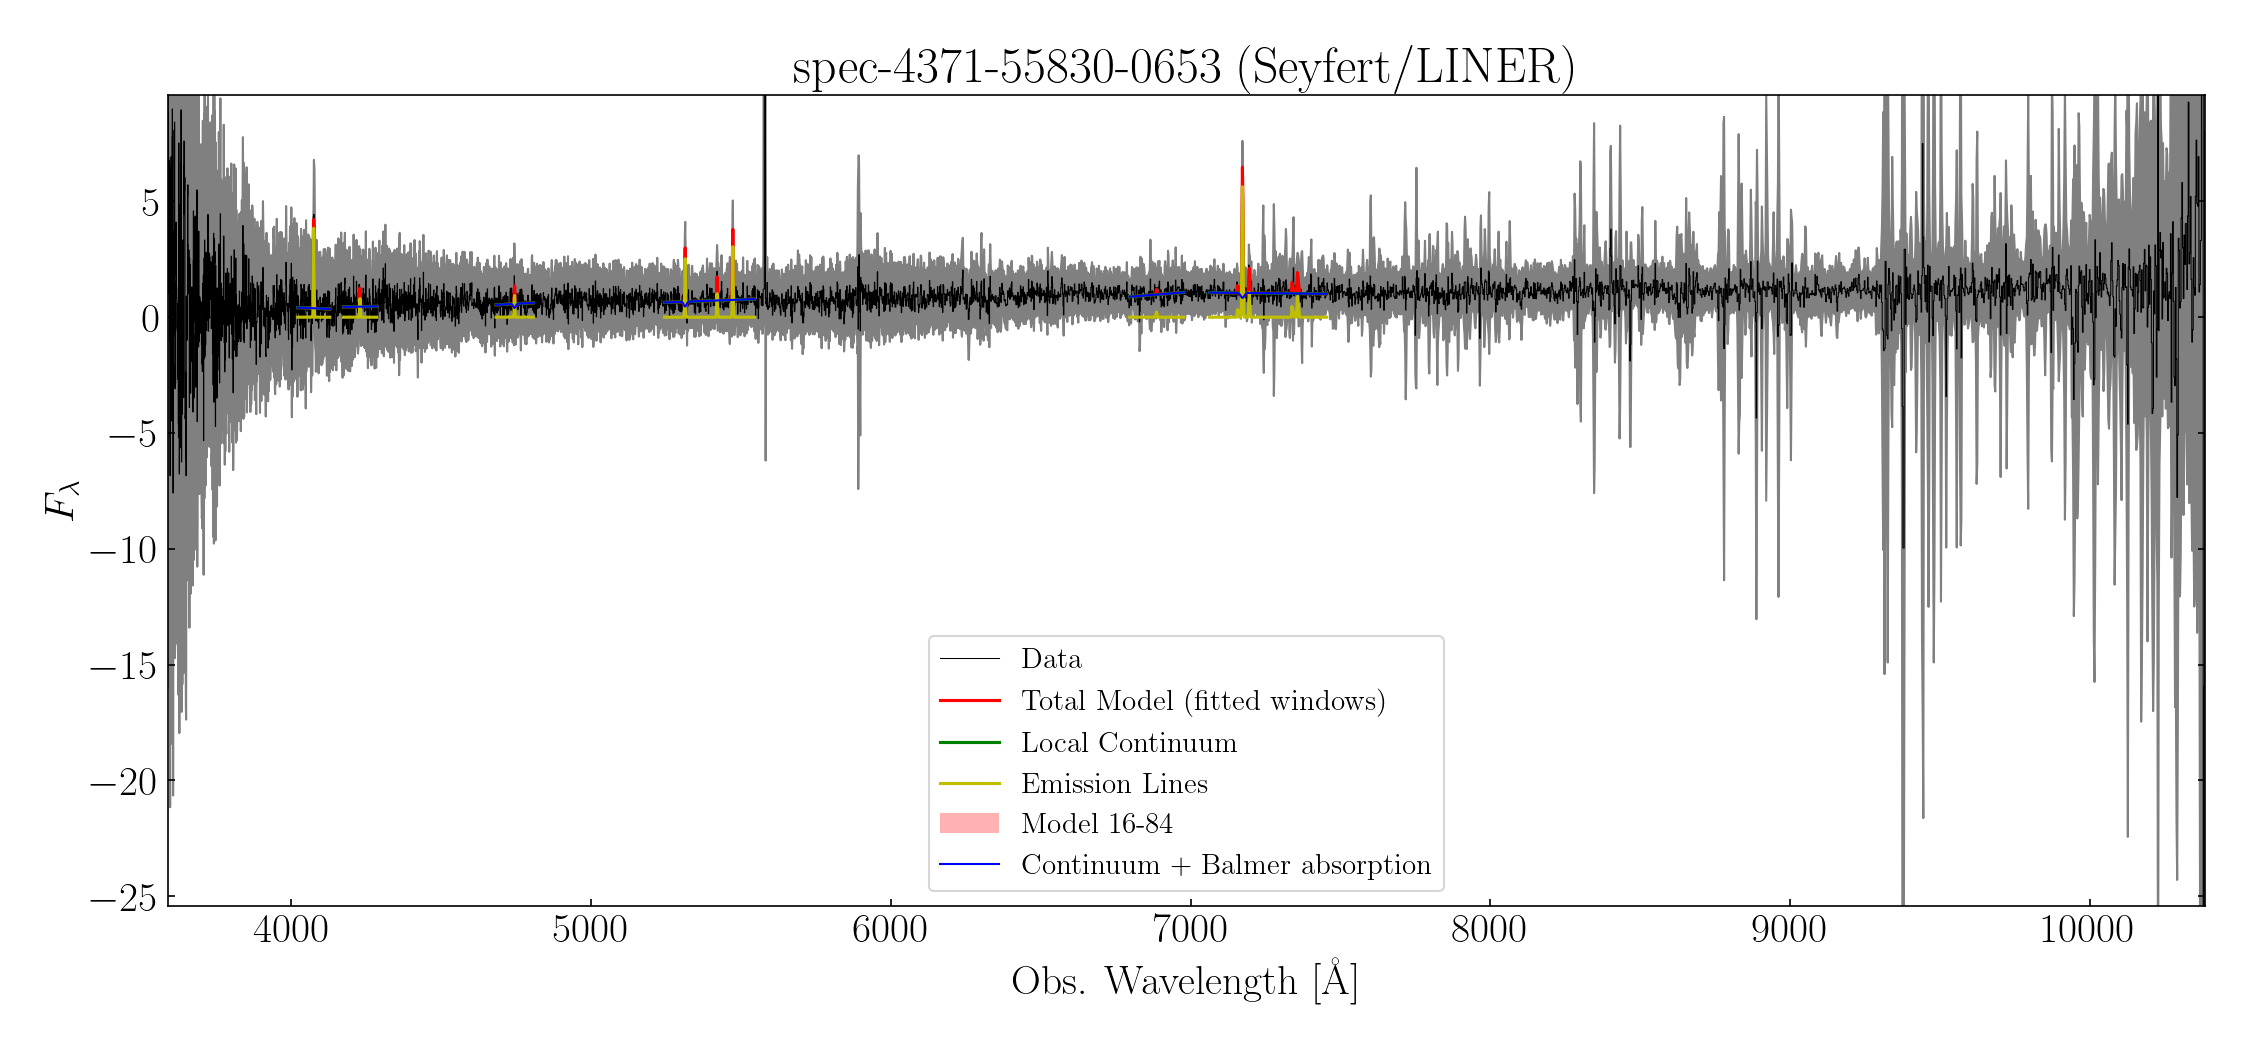 spec-4371-55830-0653 (Seyfert/LINER)
5
0
−5
−10
−15
−20
−25
F_λ
Data
Total Model (fitted windows)
Local Continuum
Emission Lines
Model 16-84
Continuum + Balmer absorption
4000 5000 6000 7000 8000 9000 10000
Obs. Wavelength [Å]